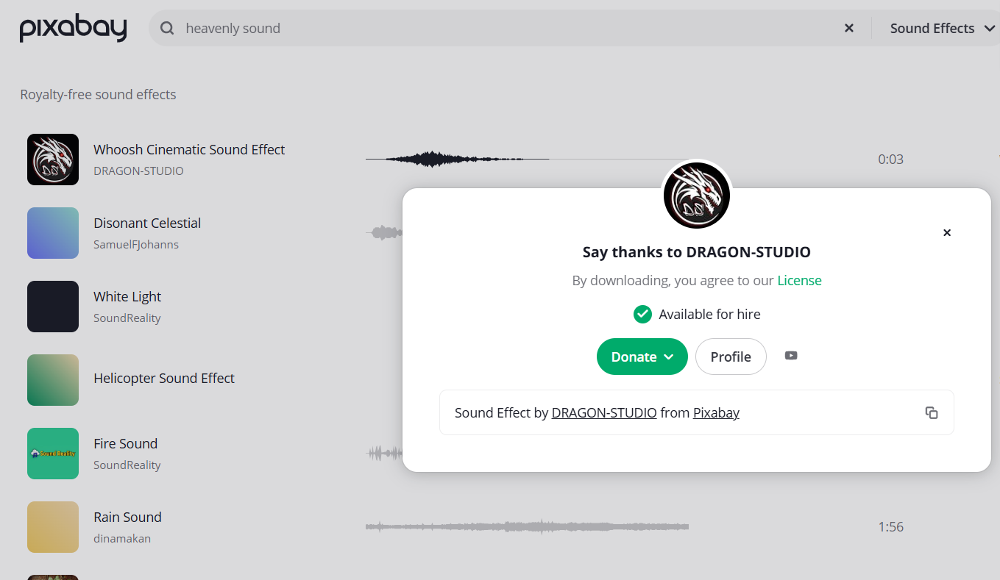 pixabay
heavenly sound
Sound Effects
Royalty-free sound effects
Whoosh Cinematic Sound Effect
DRAGON-STUDIO
0:03
Disonant Celestial
SamuelFJohanns
White Light
SoundReality
Helicopter Sound Effect
Fire Sound
SoundReality
Sound Reality
Rain Sound
dinamakan
1:56
DS
Say thanks to DRAGON-STUDIO
By downloading, you agree to our License
Available for hire
Donate
Profile
Sound Effect by DRAGON-STUDIO from Pixabay